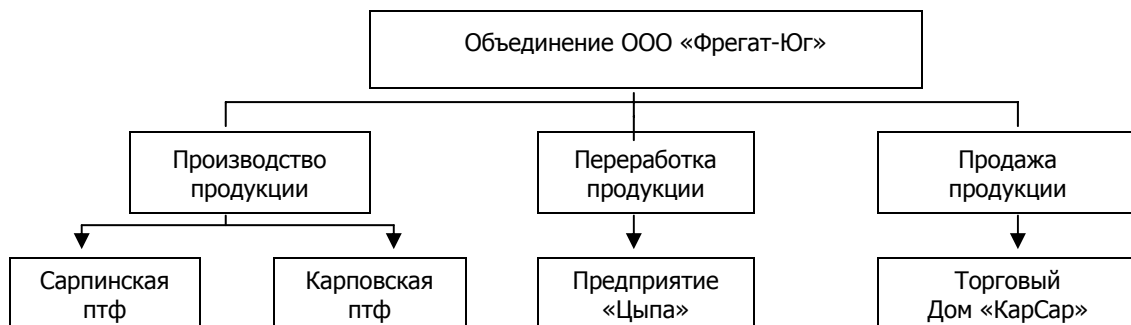 Объединение ООО «Фрегат-Юг»
Производство
продукции
Переработка
продукции
Продажа
продукции
Сарпинская
птф
Карповская
птф
Предприятие
«Цыпа»
Торговый
Дом «КарСар»